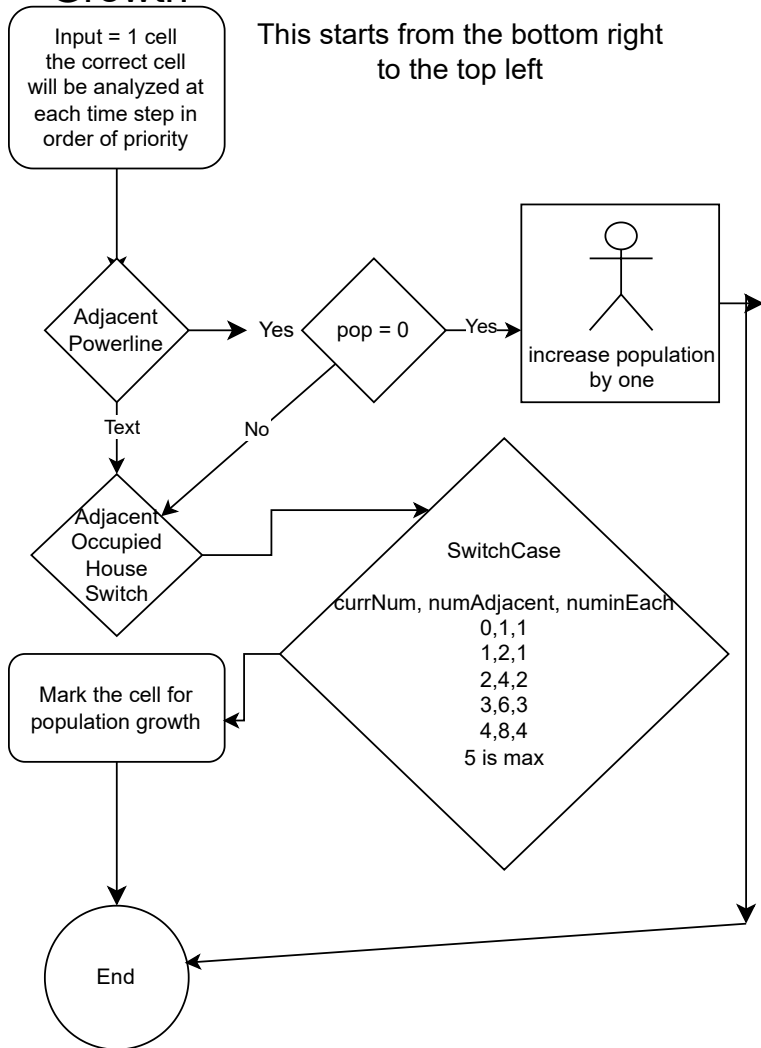 Growth
Input = 1 cell
the correct cell
will be analyzed at
each time step in
order of priority
This starts from the bottom right
to the top left
Adjacent
Powerline
Yes
pop = 0
Yes
increase population
by one
Text
No
Adjacent
Occupied
House
Switch
SwitchCase
currNum, numAdjacent, numinEach
0,1,1
1,2,1
2,4,2
3,6,3
4,8,4
5 is max
Mark the cell for
population growth
End